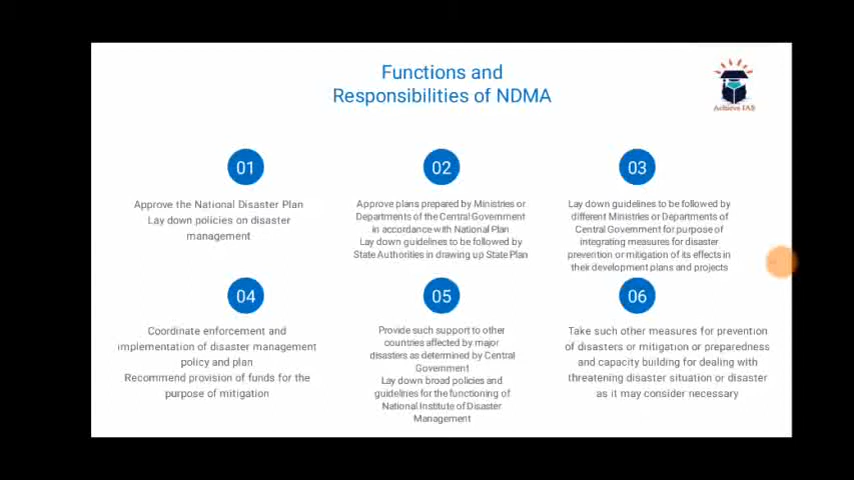 Functions and
Responsibilities of NDMA
Achieve IAS
01
Approve the National Disaster Plan
Lay down policies on disaster
management
02
Approve plans prepared by Ministries or
Departments of the Central Government
in accordance with National Plan
Lay down guidelines to be followed by
State Authorities in drawing up State Plan
03
Lay down guidelines to be followed by
different Ministries or Departments of
Central Government for purpose of
integrating measures for disaster
prevention or mitigation of its effects in
their development plans and projects
04
Coordinate enforcement and
implementation of disaster management
policy and plan
Recommend provision of funds for the
purpose of mitigation
05
Provide such support to other
countries affected by major
disasters as determined by Central
Government
Lay down broad policies and
guidelines for the functioning of
National Institute of Disaster
Management
06
Take such other measures for prevention
of disasters or mitigation or preparedness
and capacity building for dealing with
threatening disaster situation or disaster
as it may consider necessary